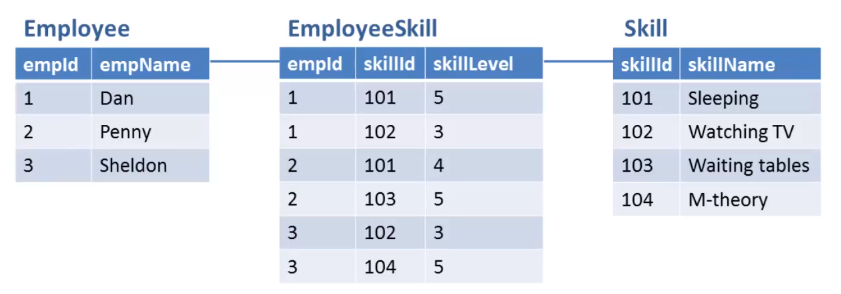 Employee EmployeeSkill Skill
empId empName empId skillId skillLevel skillId skillName
1 Dan 1 101 5 101 Sleeping
2 Penny 1 102 3 102 Watching TV
3 Sheldon 2 101 4 103 Waiting tables
2 103 5 104 M-theory
3 102 3
3 104 5